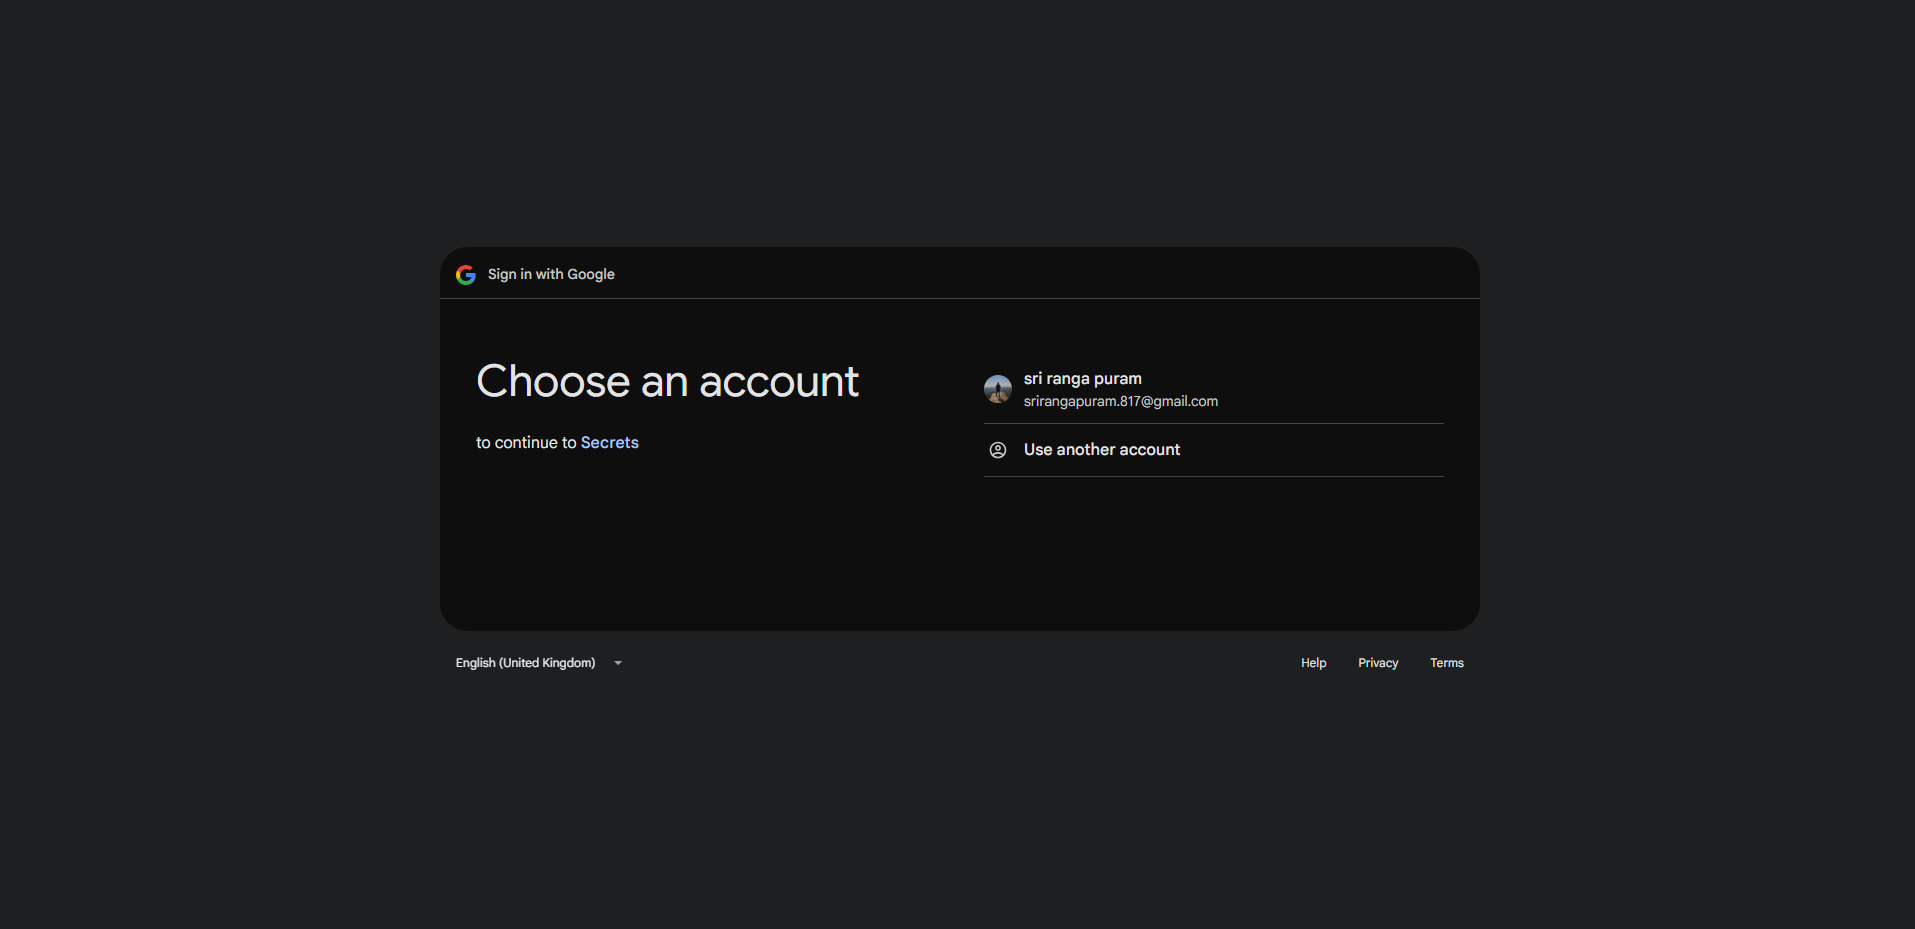 Sign in with Google
Choose an account
to continue to Secrets
sri ranga puram
srirangapuram.817@gmail.com
Use another account
English (United Kingdom)
Help
Privacy
Terms